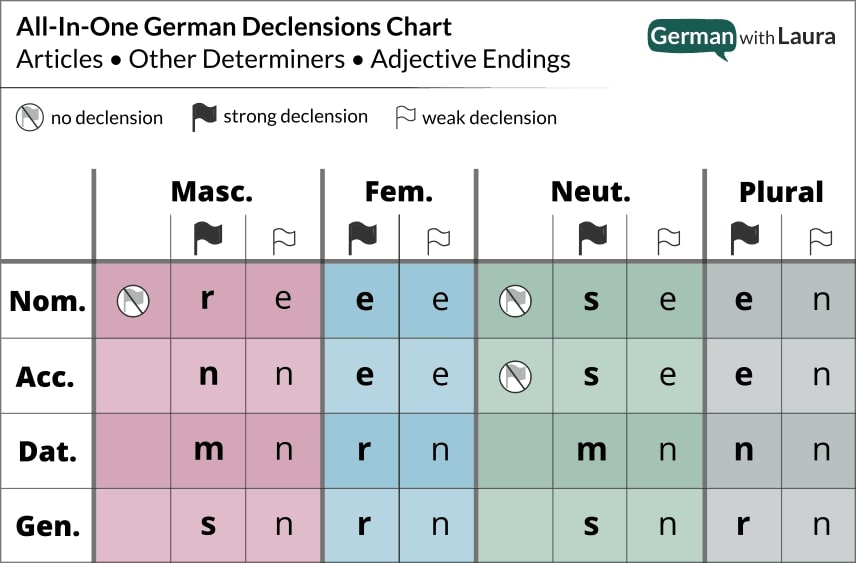 All-In-One German Declensions Chart
Articles • Other Determiners • Adjective Endings
German with Laura
no declension strong declension weak declension
Masc. Fem. Neut. Plural
Nom. r e e e s e e n
Acc. n n e e s e e n
Dat. m n r n m n n n
Gen. s n r n s n r n